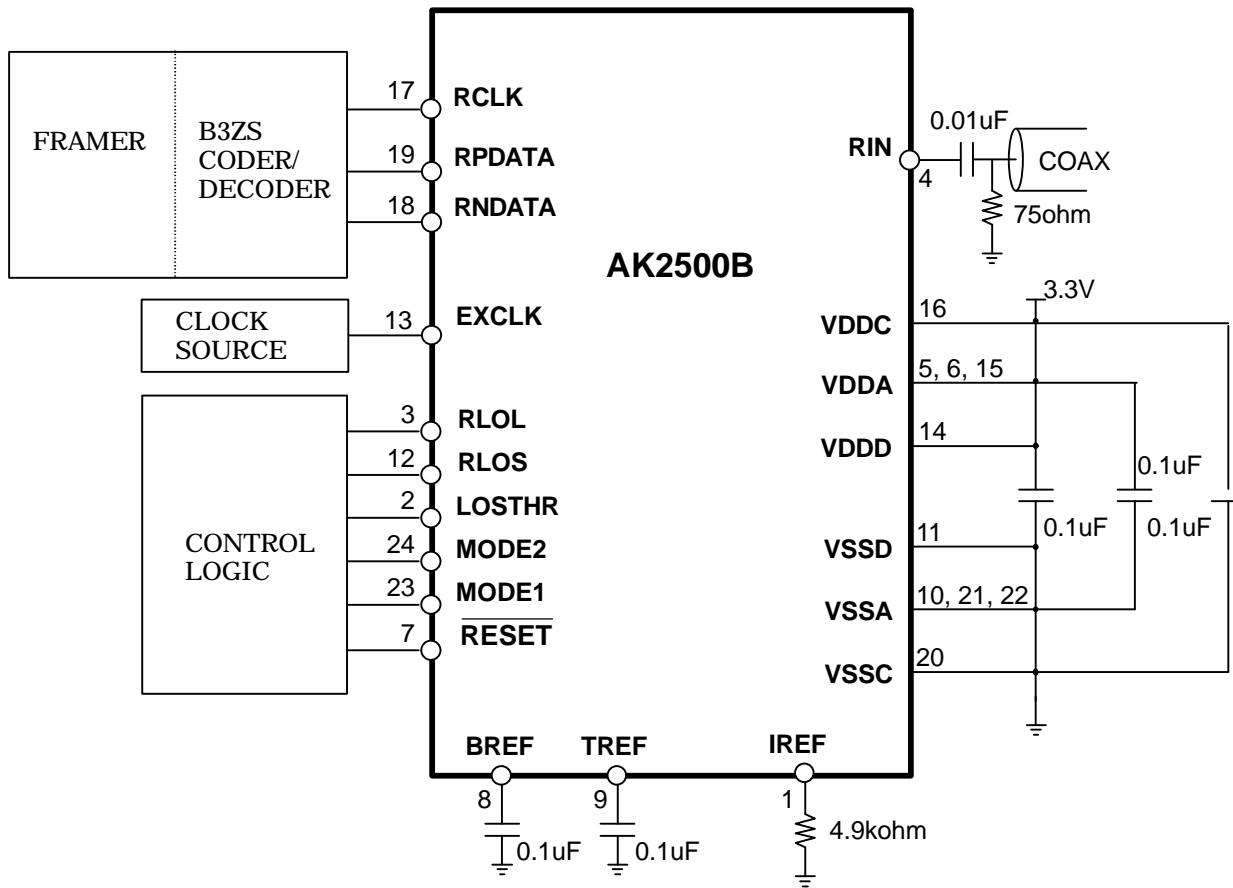 FRAMER
B3ZS
CODER/
DECODER
17
RCLK
19
RPDATA
18
RNDATA
CLOCK
SOURCE
13
EXCLK
CONTROL
LOGIC
3
RLOL
12
RLOS
2
LOSTHR
24
MODE2
23
MODE1
7
RESET
AK2500B
RIN
4
0.01uF
COAX
75ohm
3.3V
VDDC
16
VDDA
5, 6, 15
VDDD
14
0.1uF
0.1uF
0.1uF
VSSD
11
VSSA
10, 21, 22
VSSC
20
BREF
8
0.1uF
TREF
9
0.1uF
IREF
1
4.9kohm